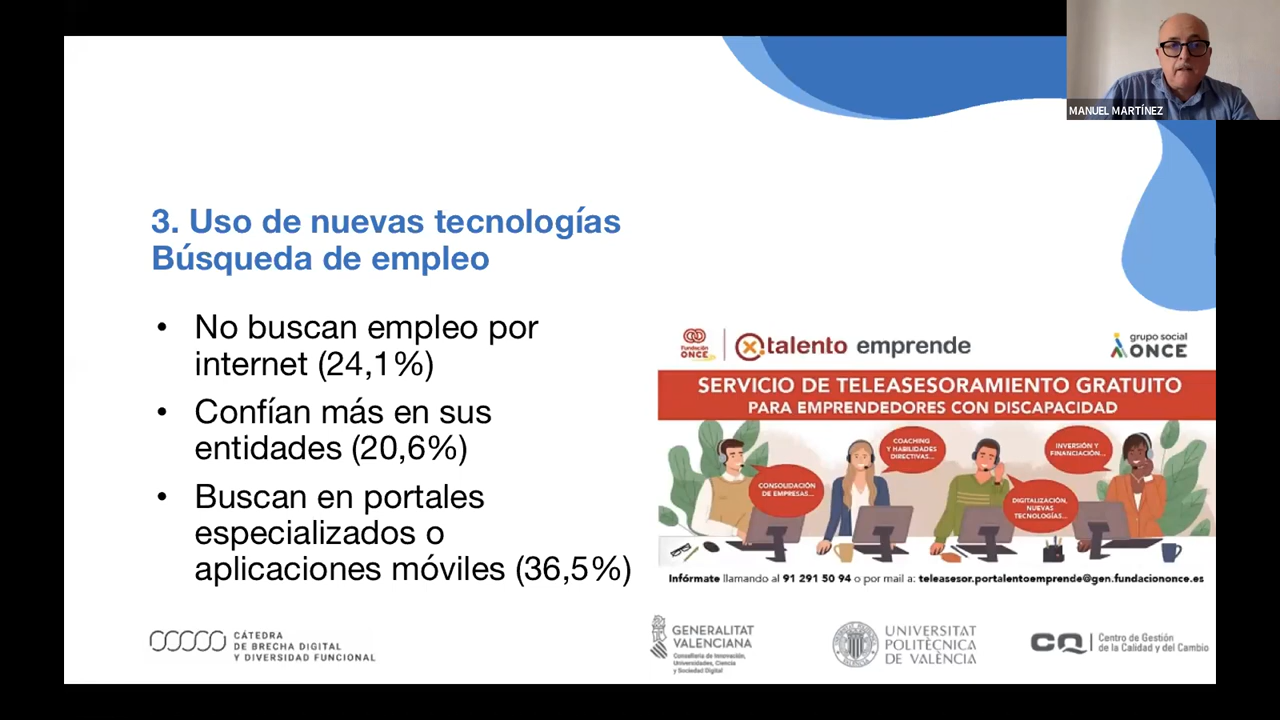 MANUEL MARTÍNEZ
3. Uso de nuevas tecnologías
Búsqueda de empleo
• No buscan empleo por
internet (24,1%)
• Confían más en sus
entidades (20,6%)
• Buscan en portales
especializados o
aplicaciones móviles (36,5%)
Fundación
ONCE
x talento emprende
grupo social
ONCE
SERVICIO DE TELEASESORAMIENTO GRATUITO
PARA EMPRENDEDORES CON DISCAPACIDAD
CONSOLIDACIÓN
DE EMPRESAS...
COACHING
Y HABILIDADES
DIRECTIVAS...
DIGITALIZACIÓN,
NUEVAS
TECNOLOGÍAS...
INVERSIÓN Y
FINANCIACIÓN...
Infórmate llamando al 91 291 50 94 o por mail a: teleasesor.portalentoemprende@gen.fundaciononce.es
CÁTEDRA
DE BRECHA DIGITAL
Y DIVERSIDAD FUNCIONAL
GENERALITAT
VALENCIANA
Conselleria de Innovación,
Universidades, Ciencia
y Sociedad Digital
UNIVERSITAT
POLITÈCNICA
DE VALÈNCIA
CQ
Centro de Gestión
de la Calidad y del Cambio